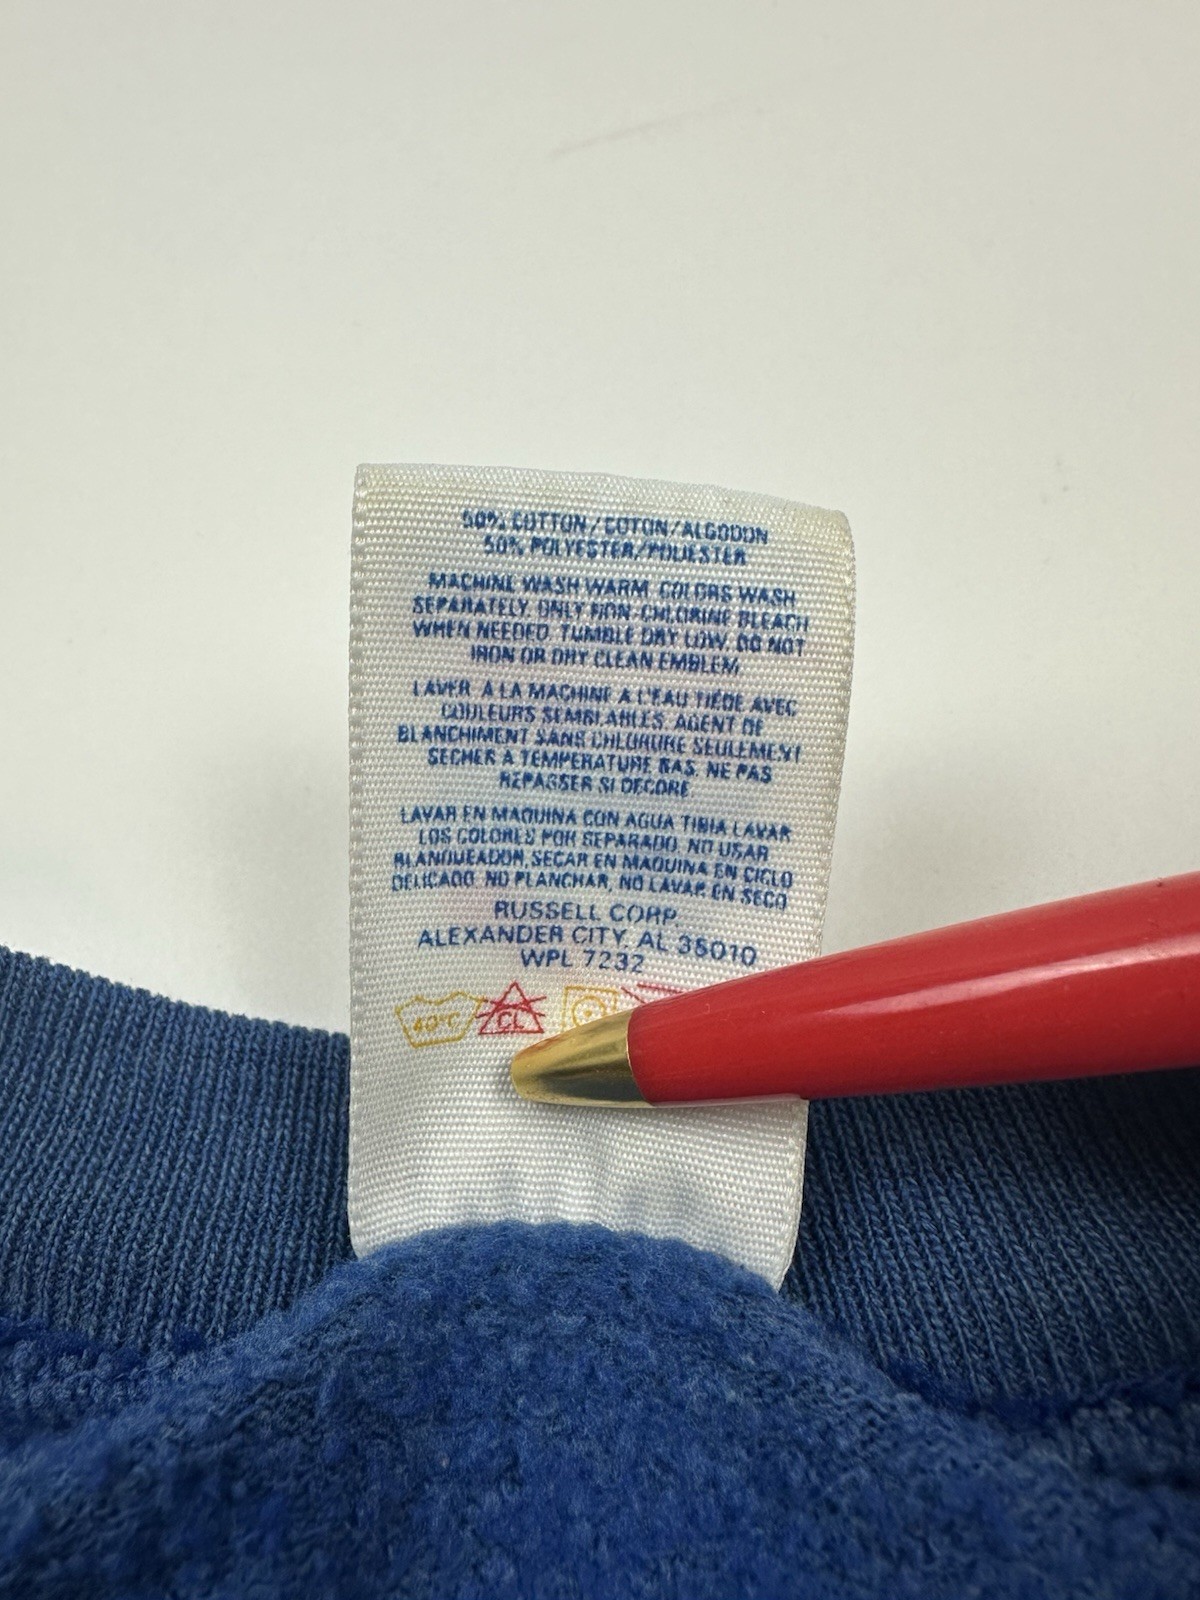 50% COTTON/COTON/ALGODON
50% POLYESTER/POLIESTER
MACHINE WASH WARM. COLORS WASH
SEPARATELY. ONLY NON-CHLORINE BLEACH
WHEN NEEDED. TUMBLE DRY LOW. DO NOT
IRON OR DRY CLEAN EMBLEM.
LAVER A LA MACHINE A L'EAU TIEDE AVEC
COULEURS SEMBLABLES. AGENT DE
BLANCHIMENT SANS CHLORURE SEULEMENT
SECHER A TEMPERATURE BAS. NE PAS
REPASSER SI DECORE.
LAVAR EN MAQUINA CON AGUA TIBIA LAVAR
LOS COLORES POR SEPARADO, NO USAR
BLANQUEADOR, SECAR EN MAQUINA EN CICLO
DELICADO. NO PLANCHAR, NO LAVAR EN SECO
RUSSELL CORP.
ALEXANDER CITY, AL 35010
WPL 7232
40°C CL